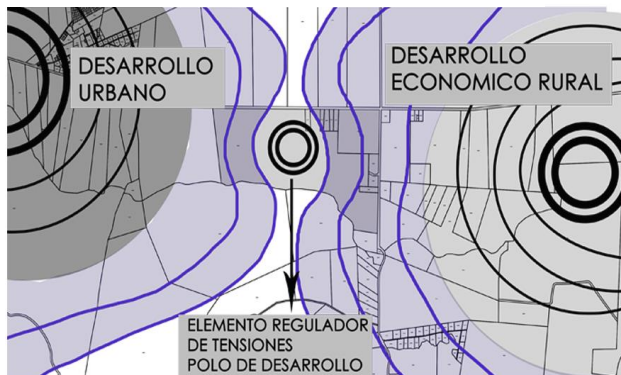 DESARROLLO
URBANO
DESARROLLO
ECONOMICO RURAL
ELEMENTO REGULADOR
DE TENSIONES
POLO DE DESARROLLO